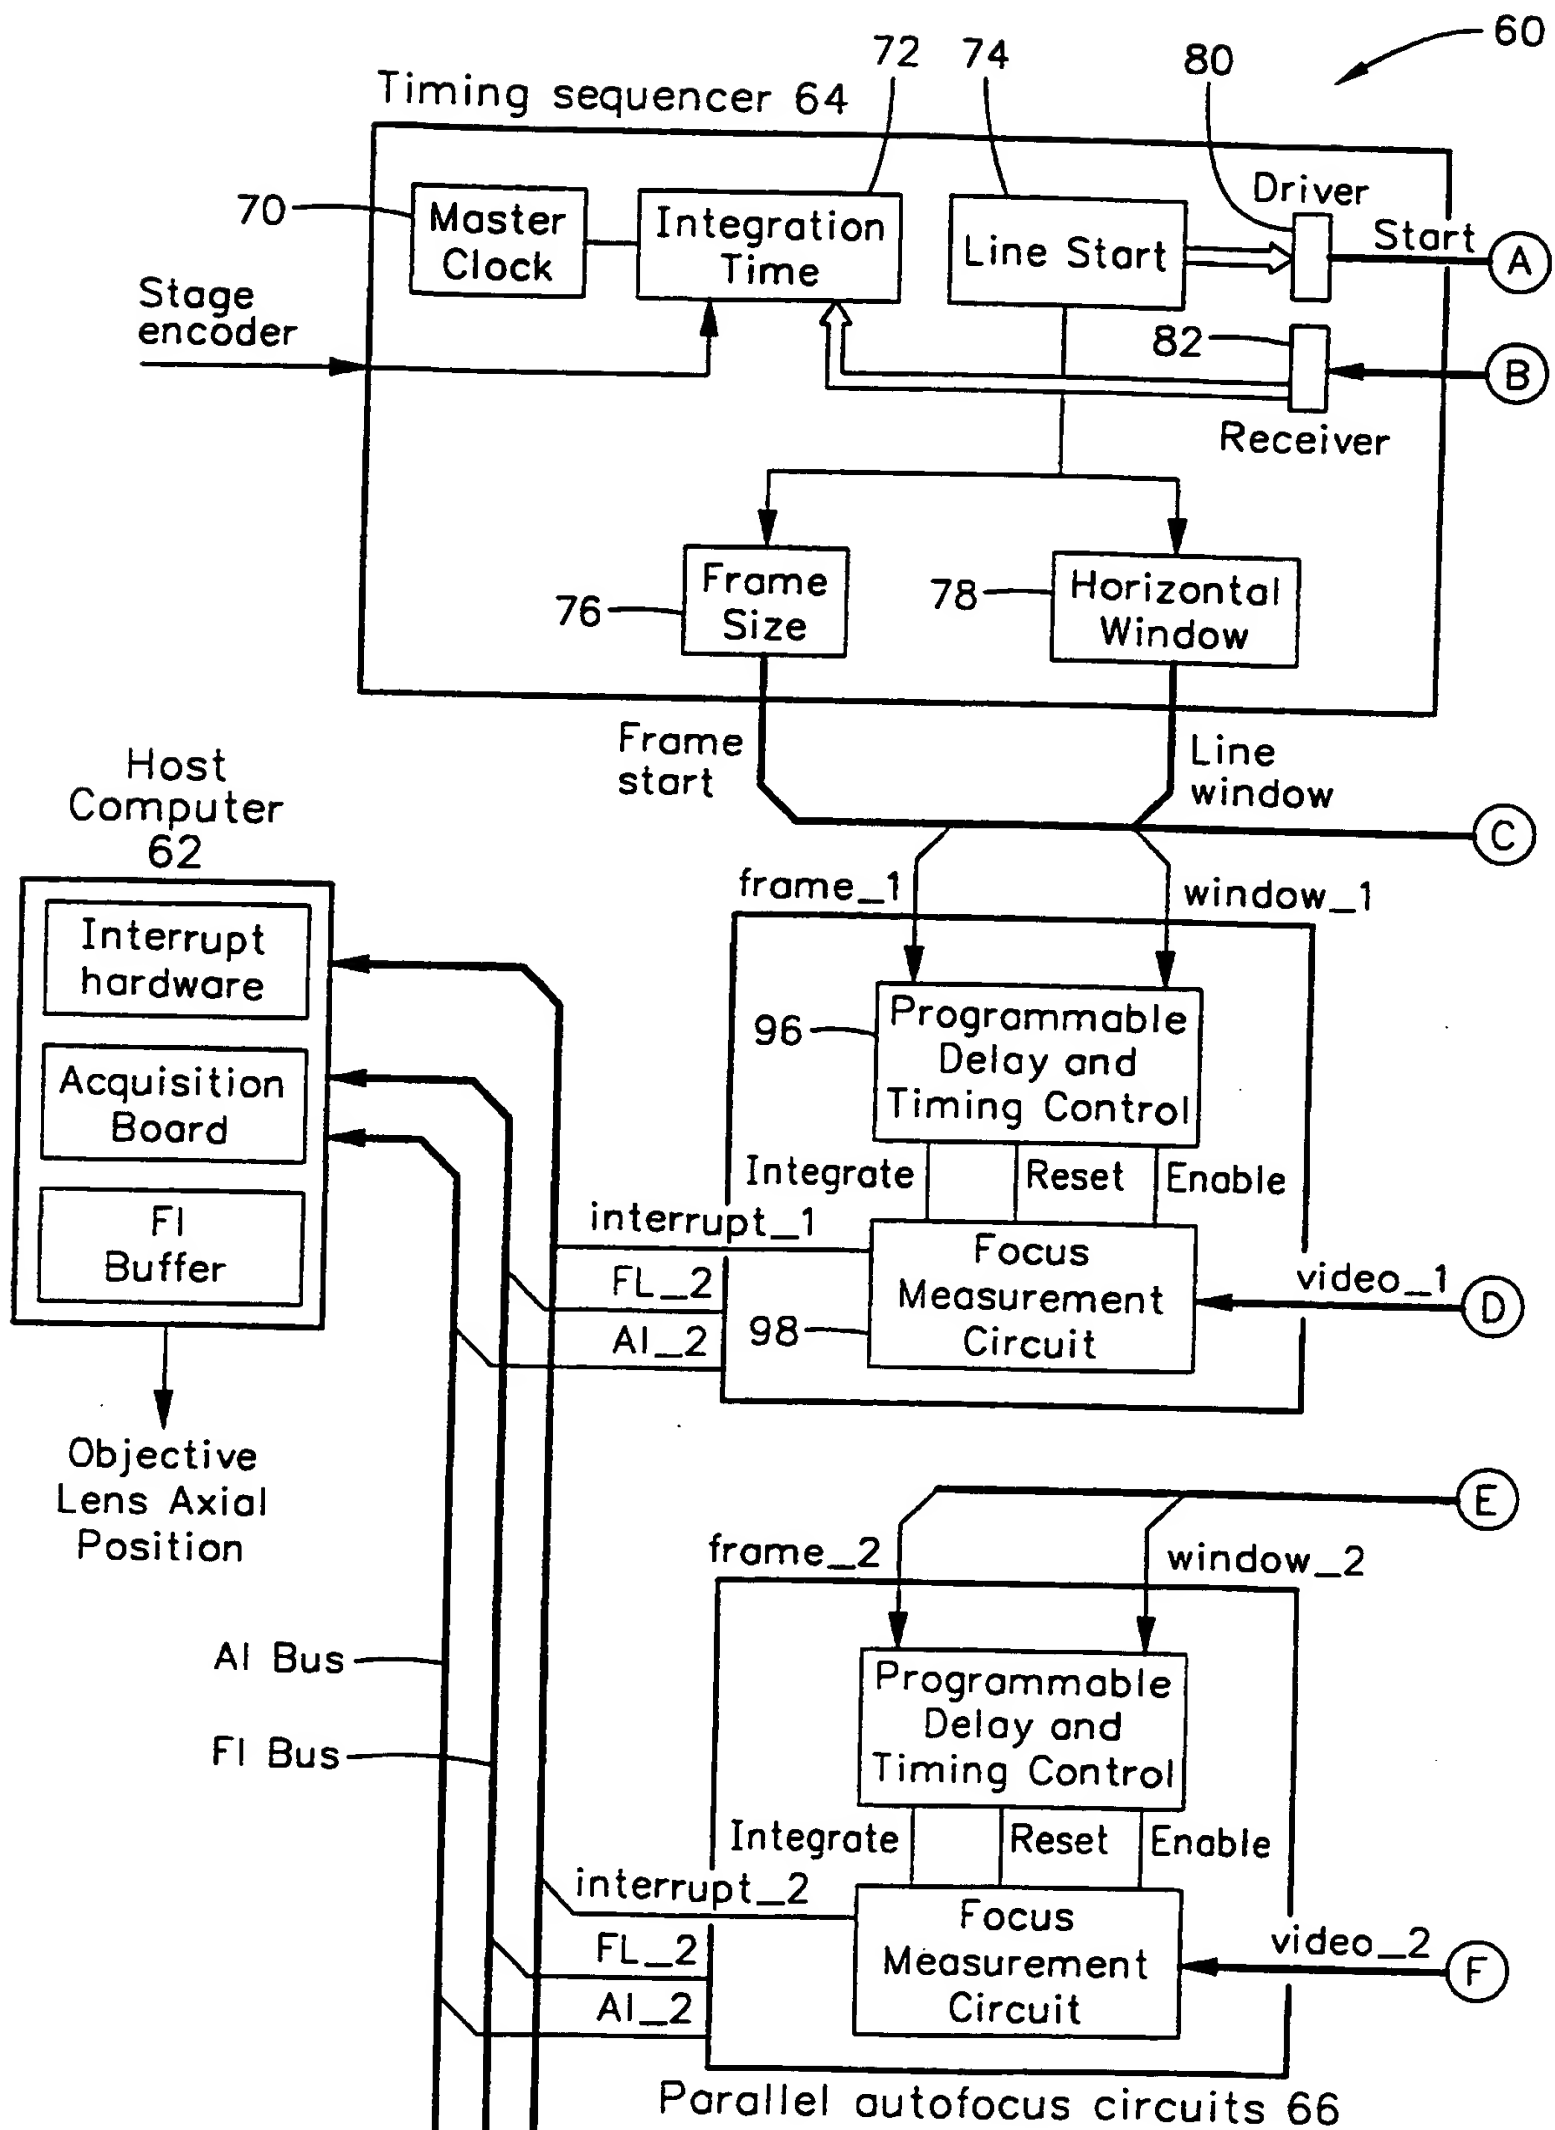 60
72
74
80
Timing sequencer 64
Driver
70
Master
Clock
Integration
Time
Line Start
Start
A
Stage
encoder
82
B
Receiver
76
Frame
Size
78
Horizontal
Window
Frame
start
Line
window
C
Host
Computer
62
frame_1
window_1
Interrupt
hardware
96
Programmable
Delay and
Timing Control
Acquisition
Board
Integrate
Reset
Enable
FI
Buffer
interrupt_1
FL_2
AI_2
98
Focus
Measurement
Circuit
video_1
D
Objective
Lens Axial
Position
E
frame_2
window_2
AI Bus
FI Bus
Programmable
Delay and
Timing Control
Integrate
Reset
Enable
interrupt_2
FL_2
AI_2
Focus
Measurement
Circuit
video_2
F
Parallel autofocus circuits 66